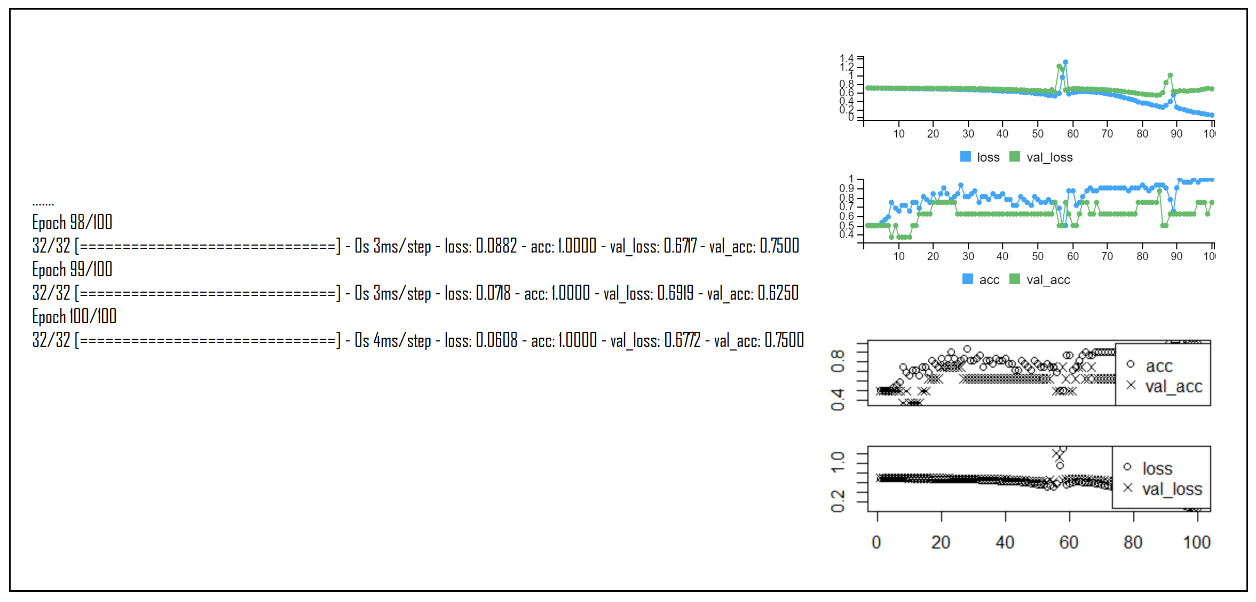 .......
Epoch 98/100
32/32 [==============================] - 0s 3ms/step - loss: 0.0882 - acc: 1.0000 - val_loss: 0.6717 - val_acc: 0.7500
Epoch 99/100
32/32 [==============================] - 0s 3ms/step - loss: 0.0718 - acc: 1.0000 - val_loss: 0.6919 - val_acc: 0.6250
Epoch 100/100
32/32 [==============================] - 0s 4ms/step - loss: 0.0608 - acc: 1.0000 - val_loss: 0.6772 - val_acc: 0.7500
1.4
1.2
1
0.8
0.6
0.4
0.2
0
10 20 30 40 50 60 70 80 90 10
loss val_loss
1
0.9
0.8
0.7
0.6
0.5
0.4
10 20 30 40 50 60 70 80 90 10
acc val_acc
0.8
0.4
acc
val_acc
1.0
0.2
loss
val_loss
0 20 40 60 80 100